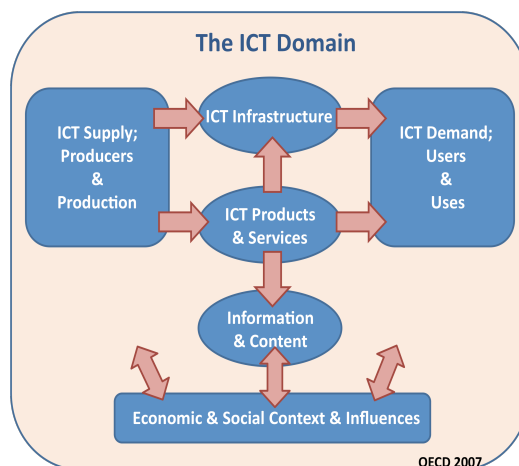 The ICT Domain
ICT Supply;
Producers
&
Production
ICT Infrastructure
ICT Demand;
Users
&
Uses
ICT Products
& Services
Information
& Content
Economic & Social Context & Influences
OECD 2007